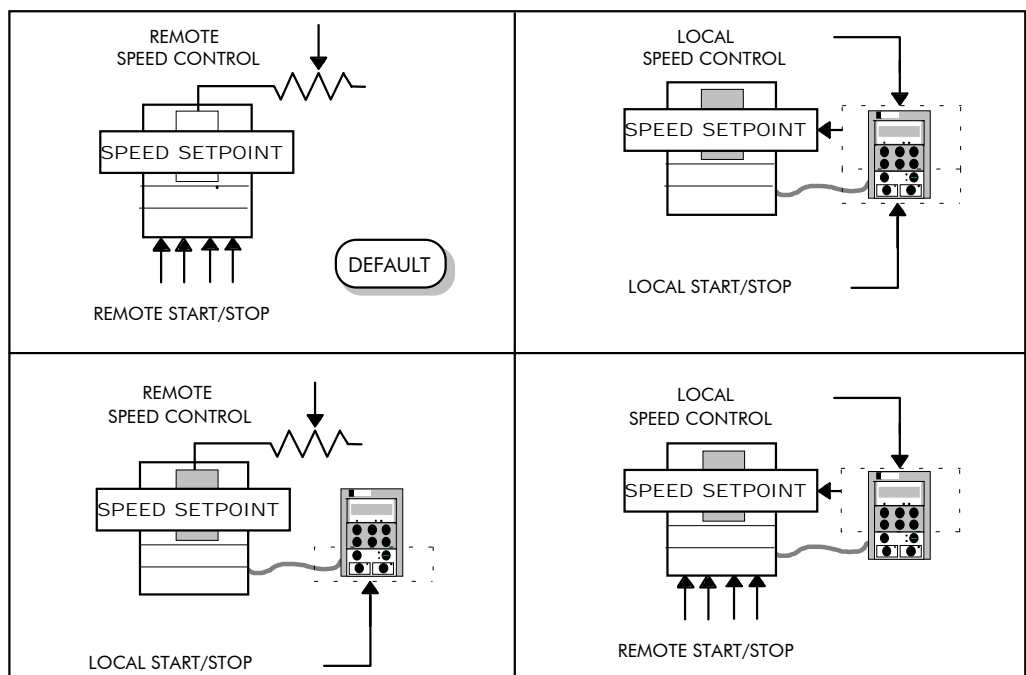 REMOTE
SPEED CONTROL
SPEED SETPOINT
DEFAULT
REMOTE START/STOP
LOCAL
SPEED CONTROL
SPEED SETPOINT
LOCAL START/STOP
REMOTE
SPEED CONTROL
SPEED SETPOINT
LOCAL START/STOP
LOCAL
SPEED CONTROL
SPEED SETPOINT
REMOTE START/STOP